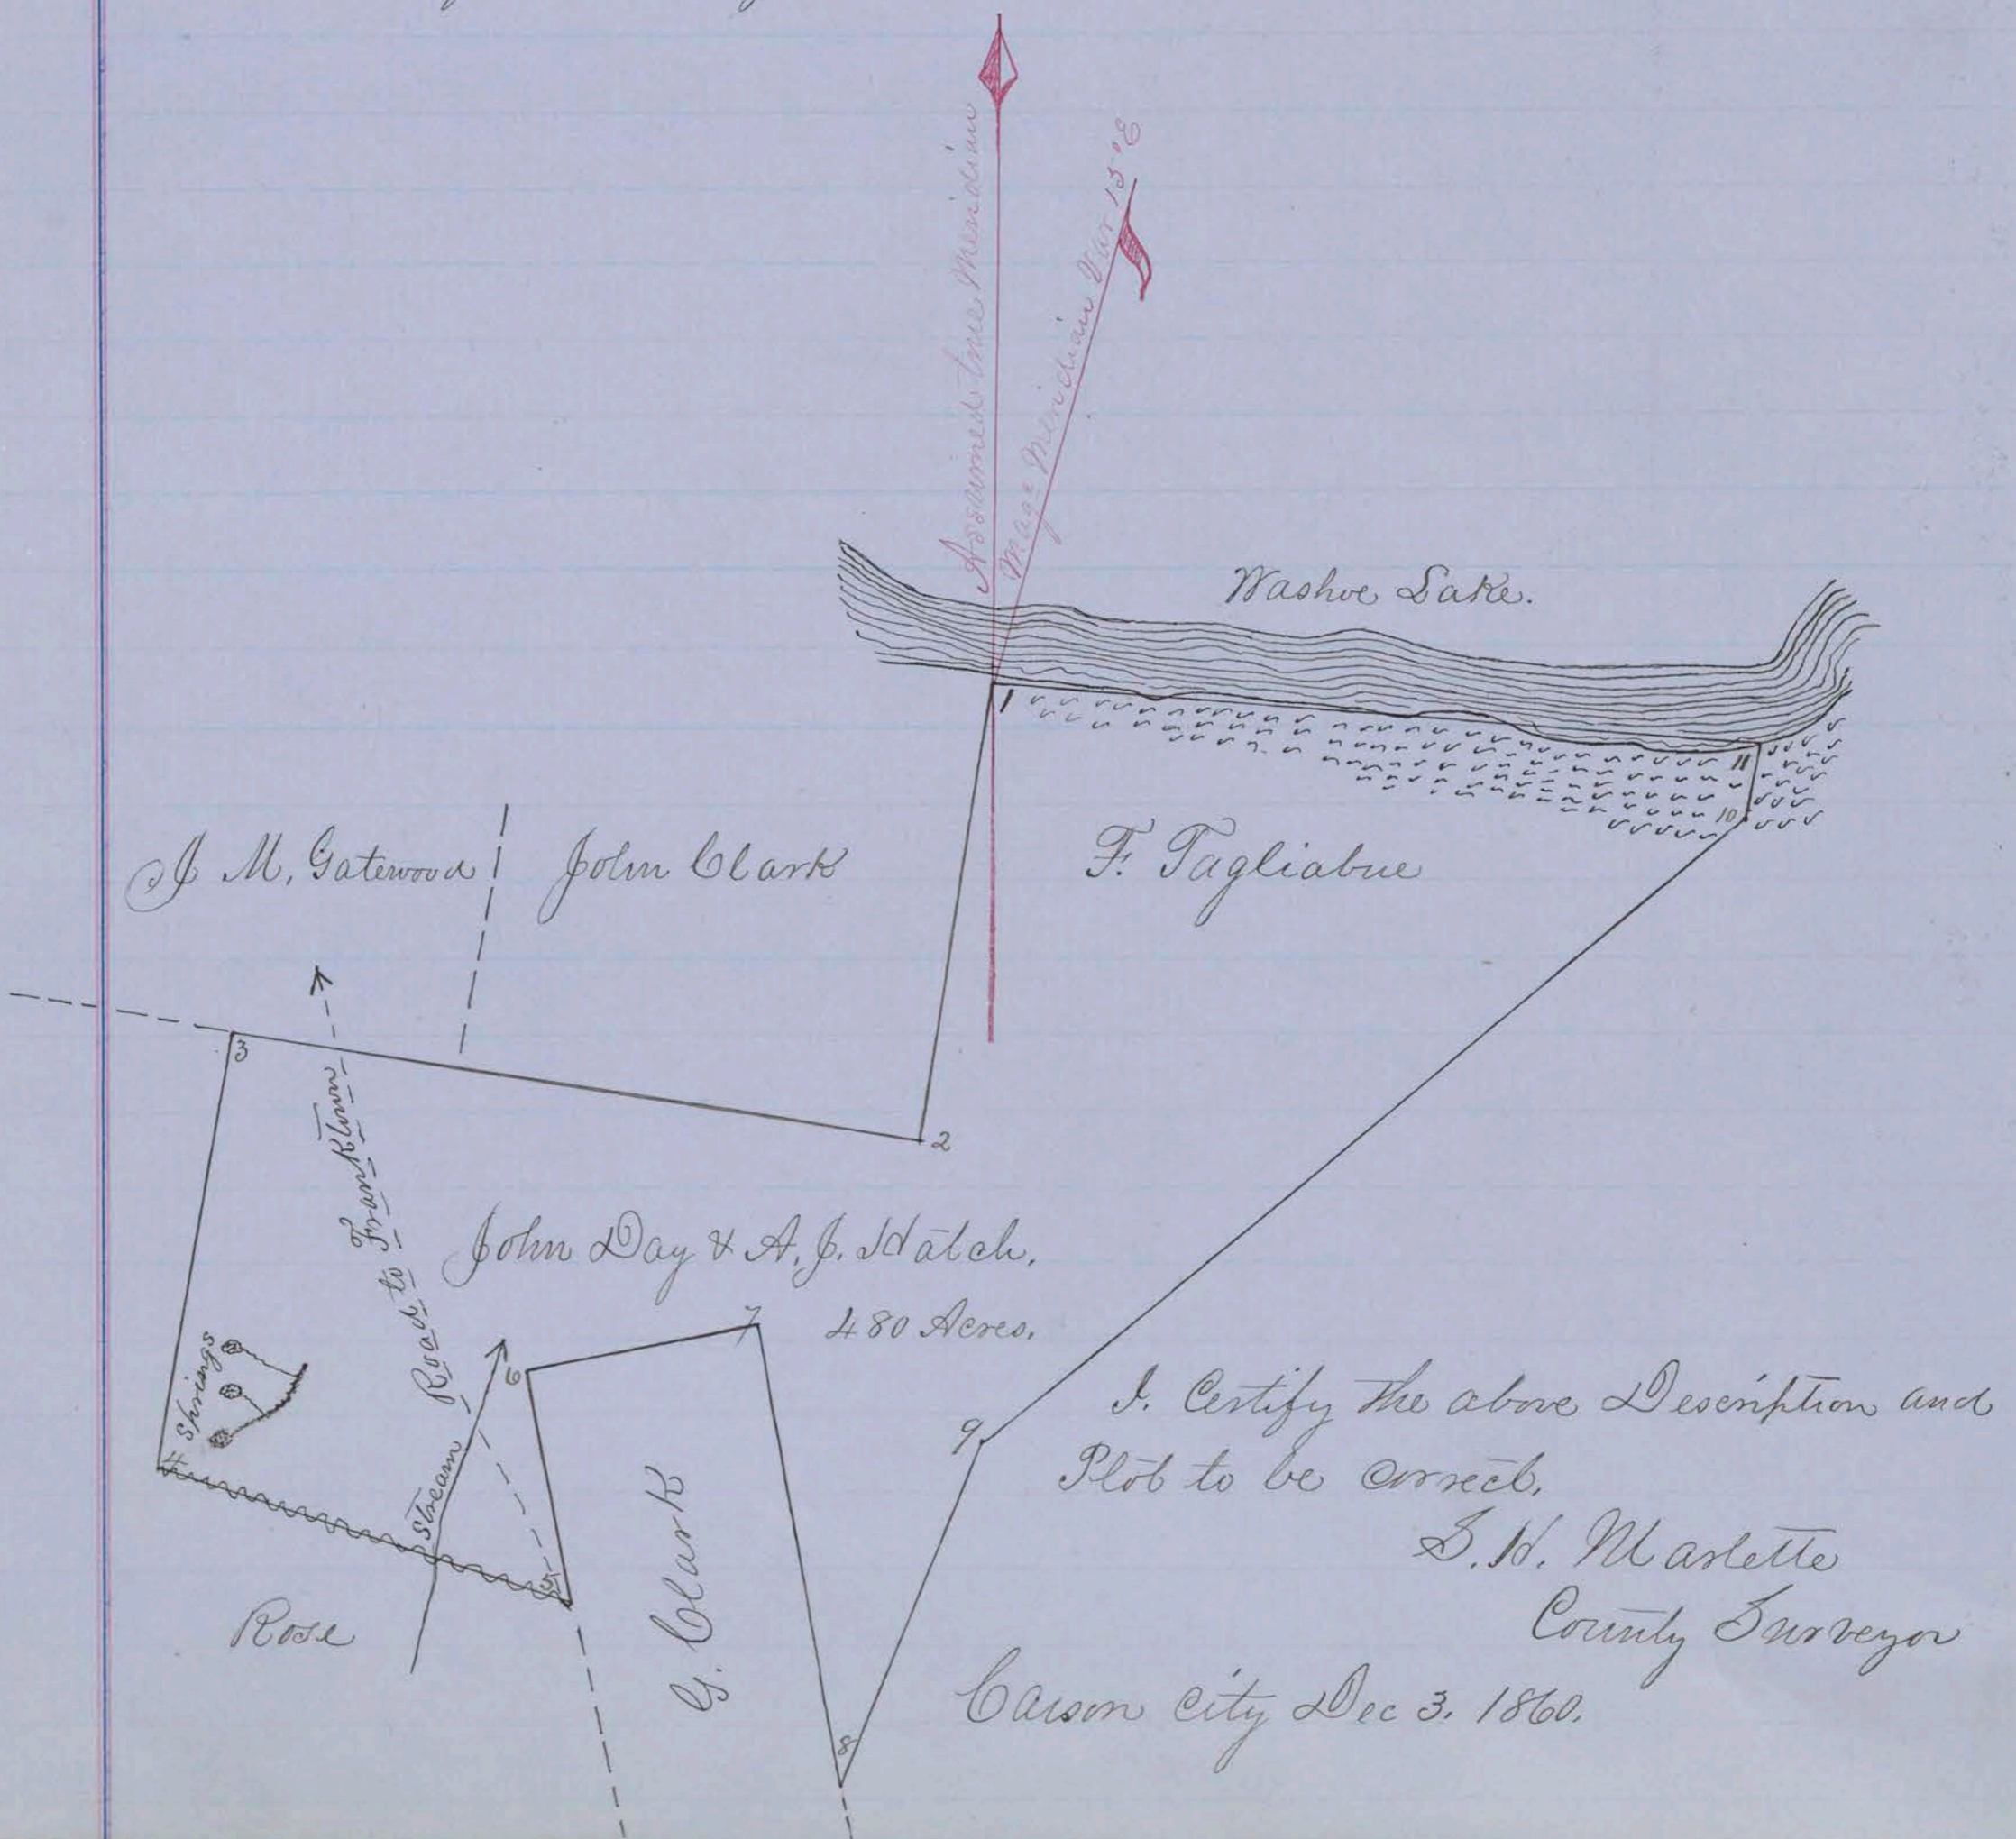 Assumed true Meridian
Mag. Meridian Var 15° E
Washoe Lake.
1
11
10
J M, Gatewood
John Clark
F. Tagliabue
3
2
Road to Franktown
John Day & A. J. Hatch.
480 Acres.
7
6
Springs
4
Stream
9
I. Certify the above Description and
Plot to be correct,
S. H. Marlette
County Surveyor
5
G. Clark
Rose
8
Carson City Dec 3. 1860.